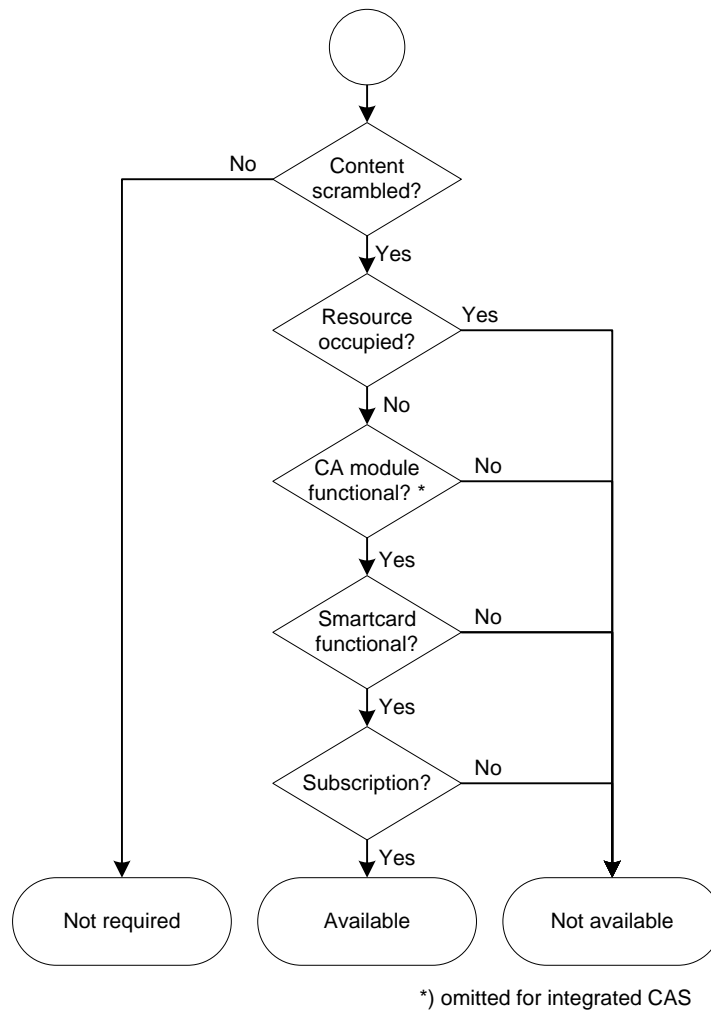 No
Content
scrambled?
Yes
Resource
occupied?
Yes
No
CA module
functional? *
No
Yes
Smartcard
functional?
No
Yes
Subscription?
No
Yes
Not required
Available
Not available
*) omitted for integrated CAS